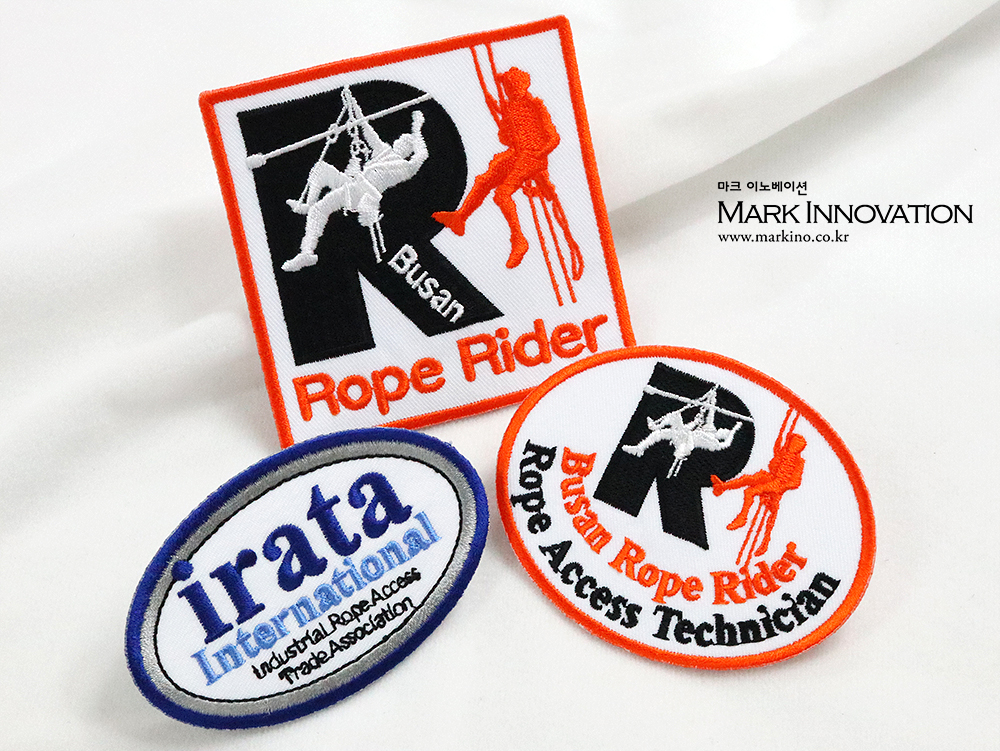 R
Busan
Rope Rider
마크 이노베이션
MARK INNOVATION
www.markino.co.kr
irata
International
Industrial Rope Access
Trade Association
R
Busan Rope Rider
Rope Access Technician